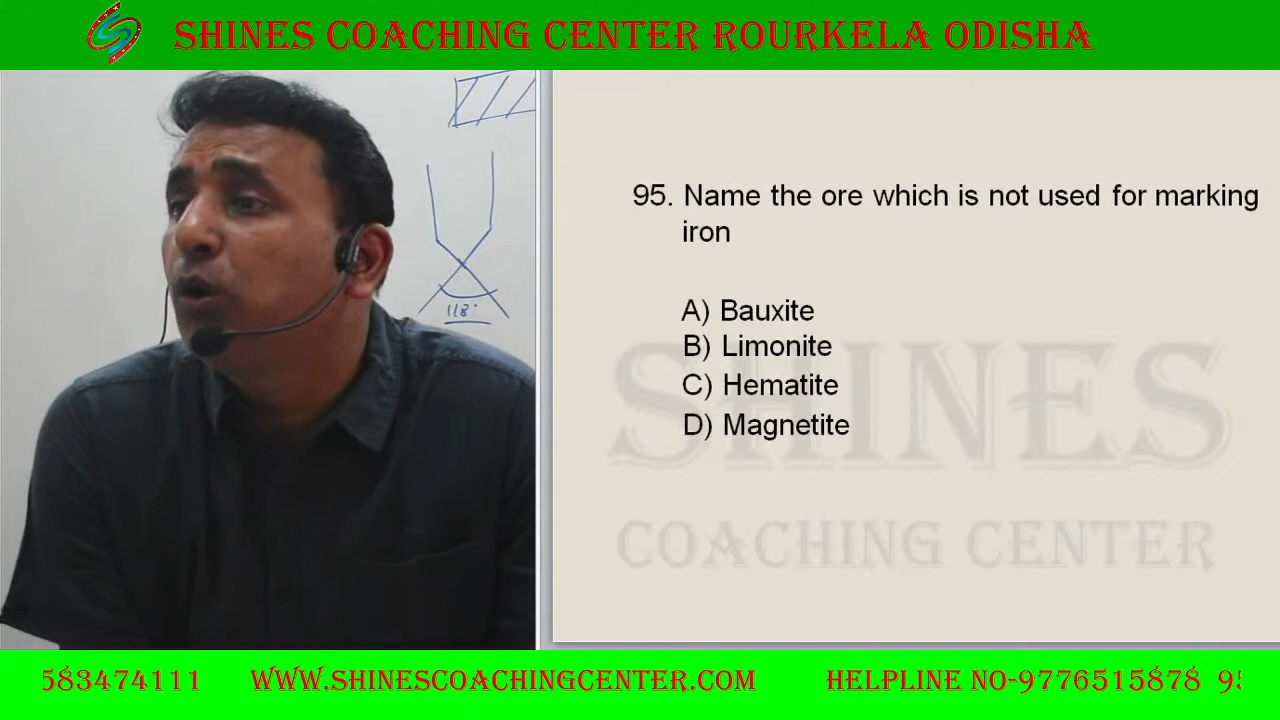 SHINES COACHING CENTER ROURKELA ODISHA
118°
95. Name the ore which is not used for marking
iron
A) Bauxite
B) Limonite
C) Hematite
D) Magnetite
SHINES
COACHING CENTER
583474111 WWW.SHINESCOACHINGCENTER.COM HELPLINE NO-9776515878